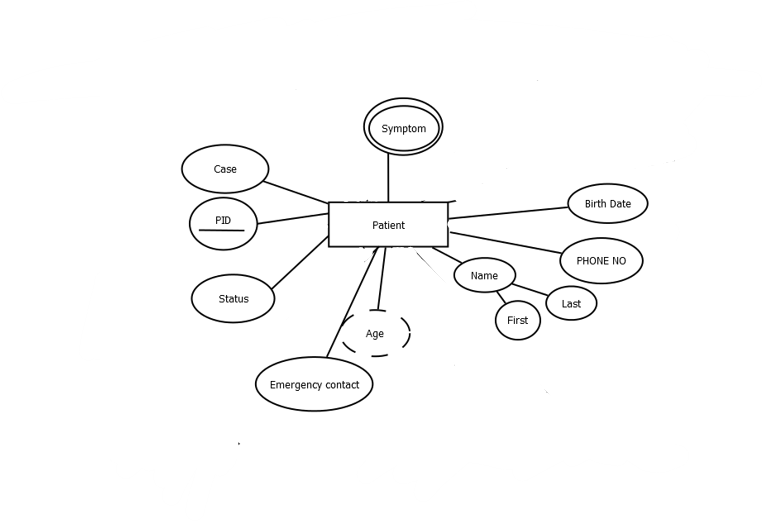 Symptom
Case
PID
Patient
Birth Date
PHONE NO
Name
Status
Last
First
Age
Emergency contact